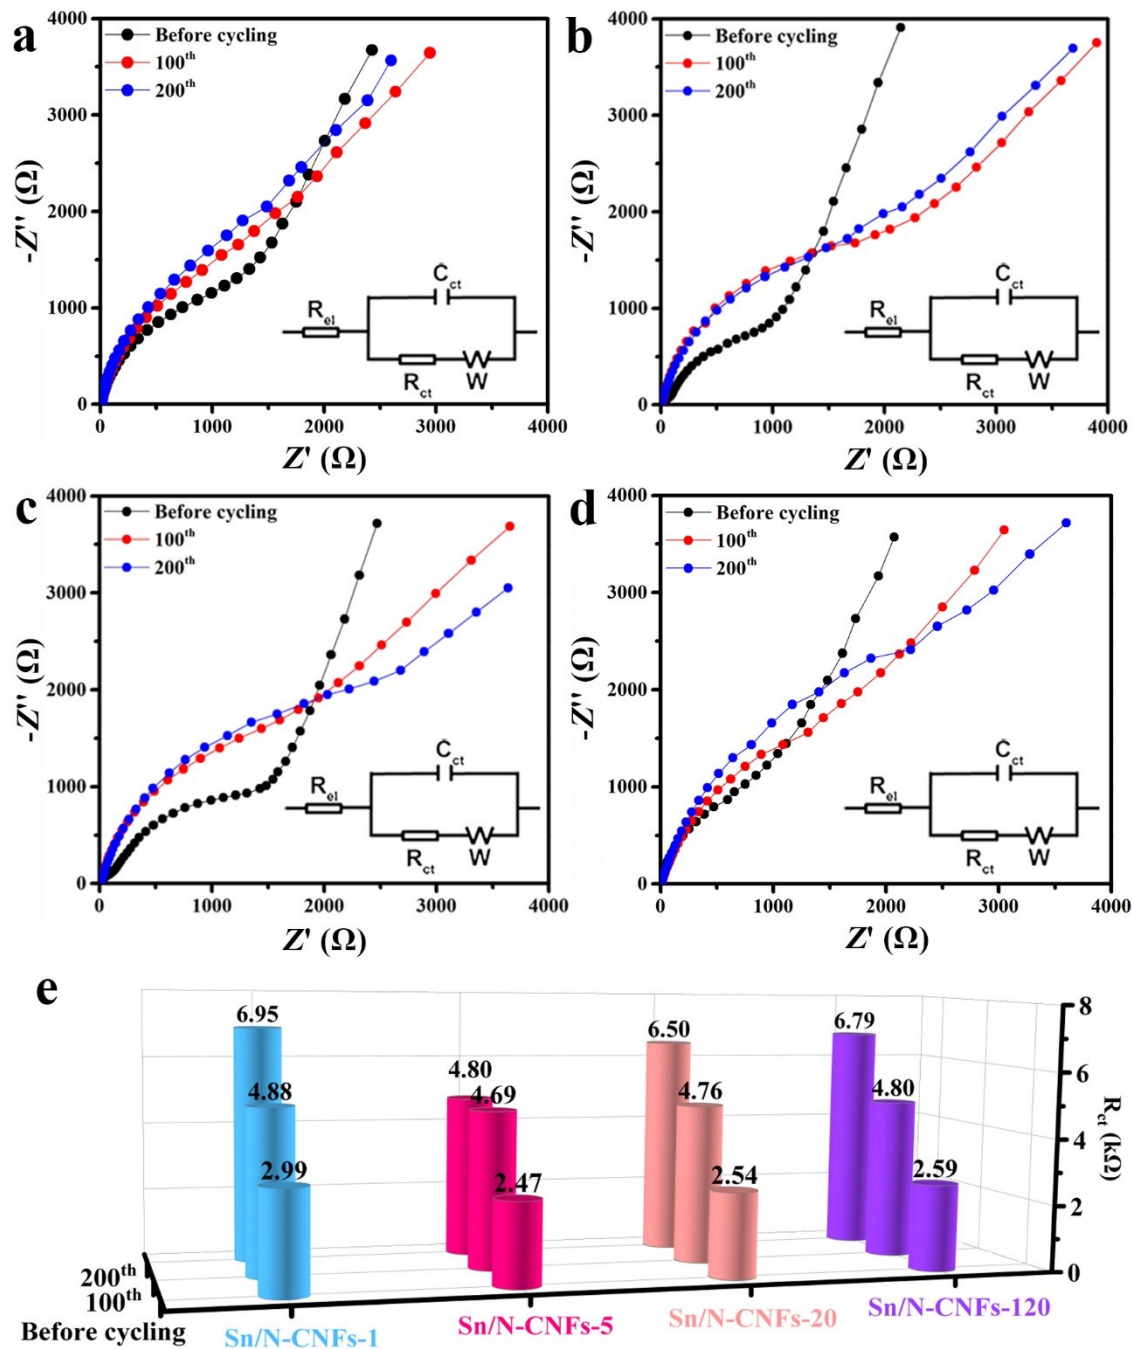 a
4000
3000
2000
1000
0
-Z'' (Ω)
Before cycling
100th
200th
Cct
Rel
Rct
W
0 1000 2000 3000 4000
Z' (Ω)
b
4000
3000
2000
1000
0
-Z'' (Ω)
Before cycling
100th
200th
Cct
Rel
Rct
W
0 1000 2000 3000 4000
Z' (Ω)
c
4000
3000
2000
1000
0
-Z'' (Ω)
Before cycling
100th
200th
Cct
Rel
Rct
W
0 1000 2000 3000 4000
Z' (Ω)
d
4000
3000
2000
1000
0
-Z'' (Ω)
Before cycling
100th
200th
Cct
Rel
Rct
W
0 1000 2000 3000 4000
Z' (Ω)
e
6.95
4.88
2.99
4.80
4.69
2.47
6.50
4.76
2.54
6.79
4.80
2.59
8
6
4
2
0
Rct (kΩ)
200th
100th
Before cycling
Sn/N-CNFs-1
Sn/N-CNFs-5
Sn/N-CNFs-20
Sn/N-CNFs-120